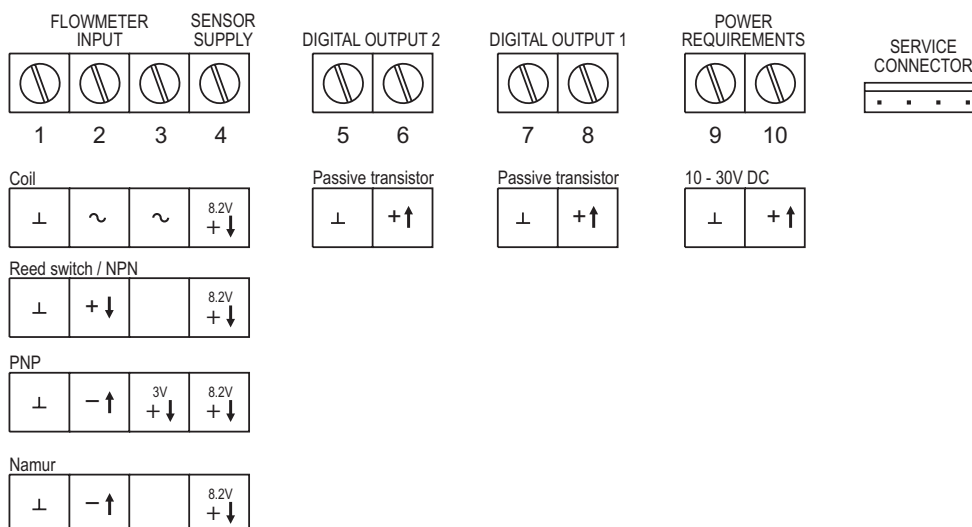 FLOWMETER INPUT
SENSOR SUPPLY
DIGITAL OUTPUT 2
DIGITAL OUTPUT 1
POWER REQUIREMENTS
SERVICE CONNECTOR
1 2 3 4 5 6 7 8 9 10
Coil
⊥ ~ ~ 8.2V + ↓
Passive transistor
⊥ + ↑
Passive transistor
⊥ + ↑
10 - 30V DC
⊥ + ↑
Reed switch / NPN
⊥ + ↓ 8.2V + ↓
PNP
⊥ − ↑ 3V + ↓ 8.2V + ↓
Namur
⊥ − ↑ 8.2V + ↓